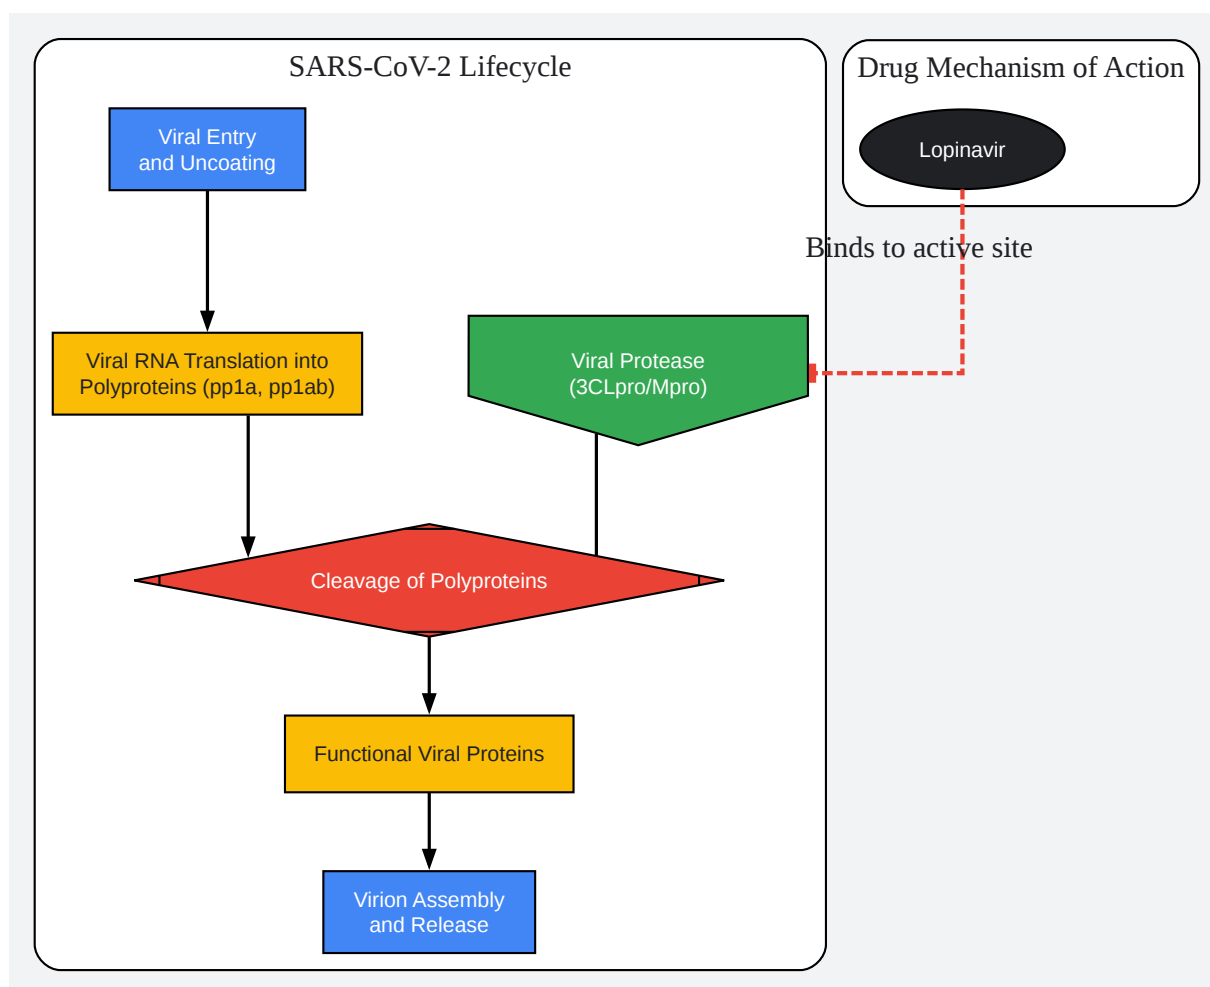 SARS-CoV-2 Lifecycle
Drug Mechanism of Action
Viral Entry
and Uncoating
Lopinavir
Binds to active site
Viral RNA Translation into
Polyproteins (pp1a, pp1ab)
Viral Protease
(3CLpro/Mpro)
Cleavage of Polyproteins
Functional Viral Proteins
Virion Assembly
and Release